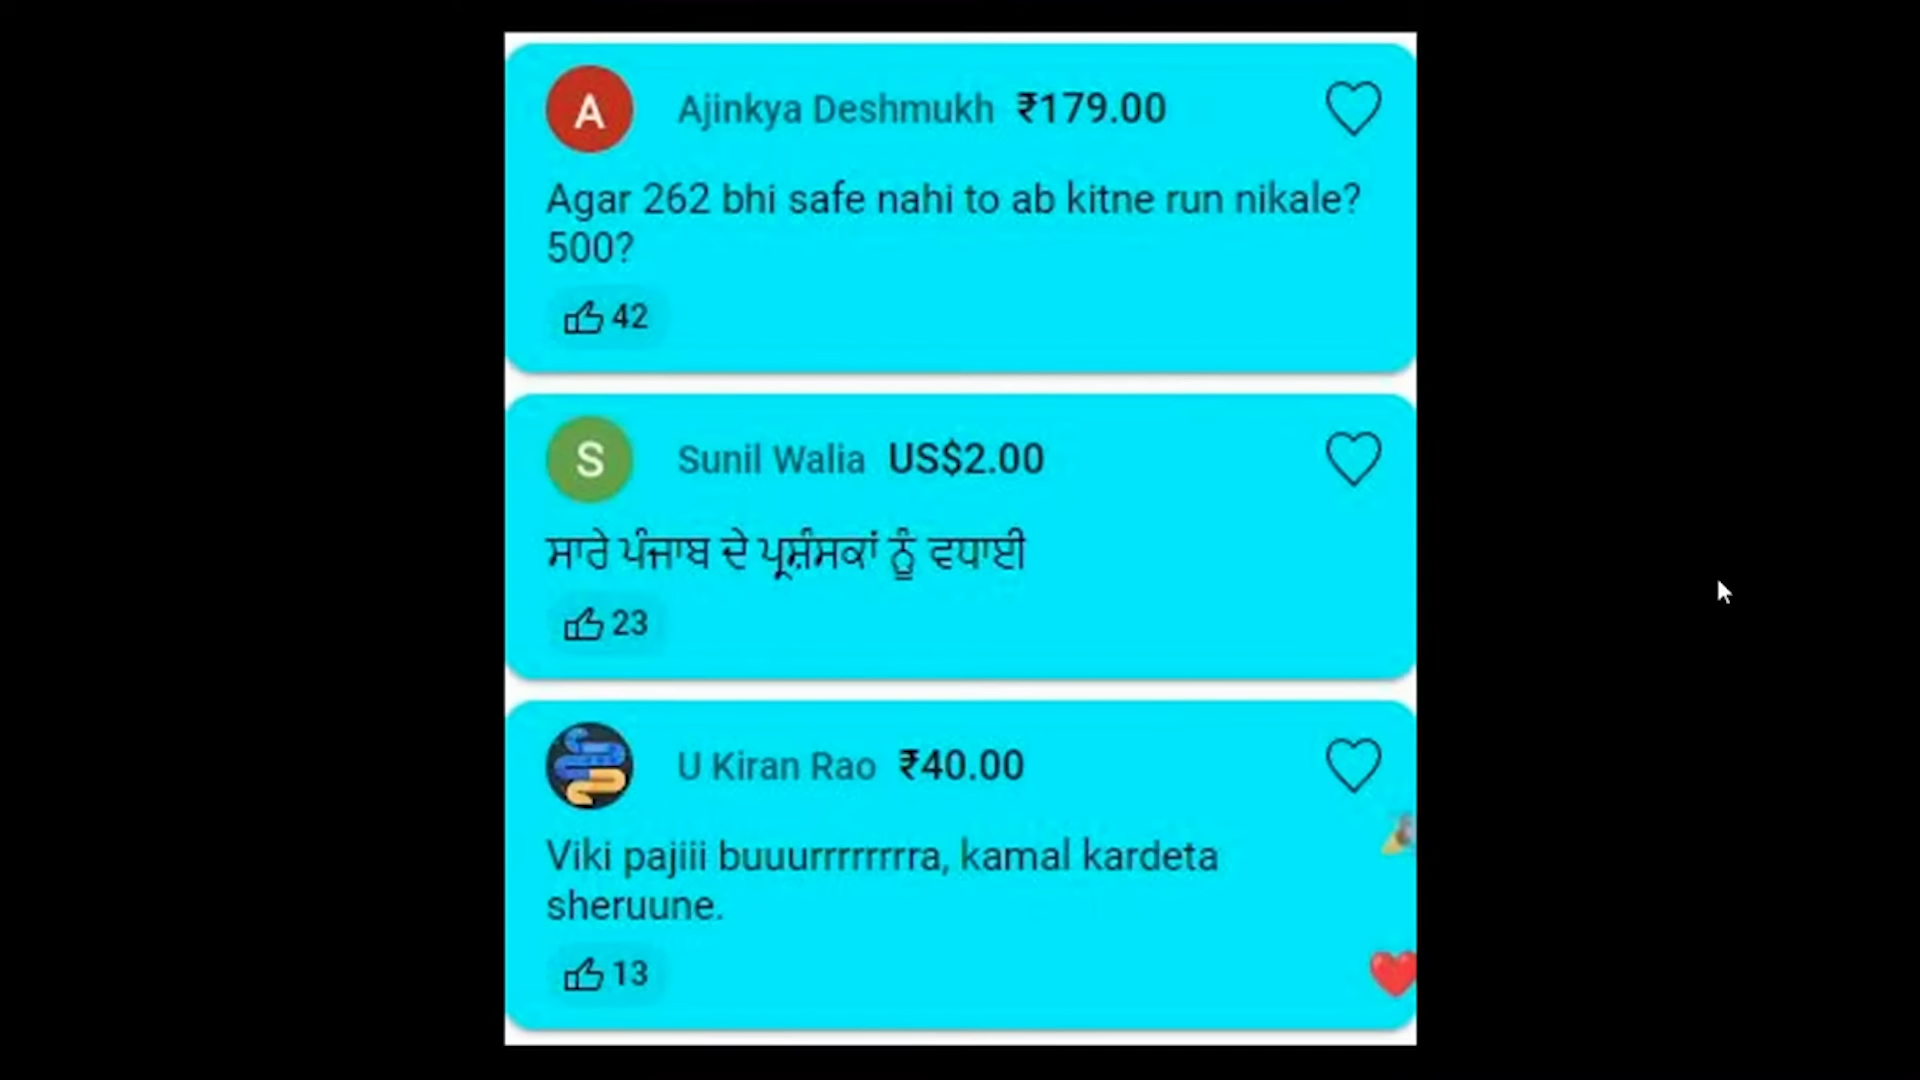 A Ajinkya Deshmukh ₹179.00
Agar 262 bhi safe nahi to ab kitne run nikale?
500?
42
S Sunil Walia US$2.00
ਸਾਰੇ ਪੰਜਾਬ ਦੇ ਪ੍ਰਸ਼ੰਸਕਾਂ ਨੂੰ ਵਧਾਈ
23
U Kiran Rao ₹40.00
Viki pajiii buuurrrrrrrra, kamal kardeta
sheruune.
13